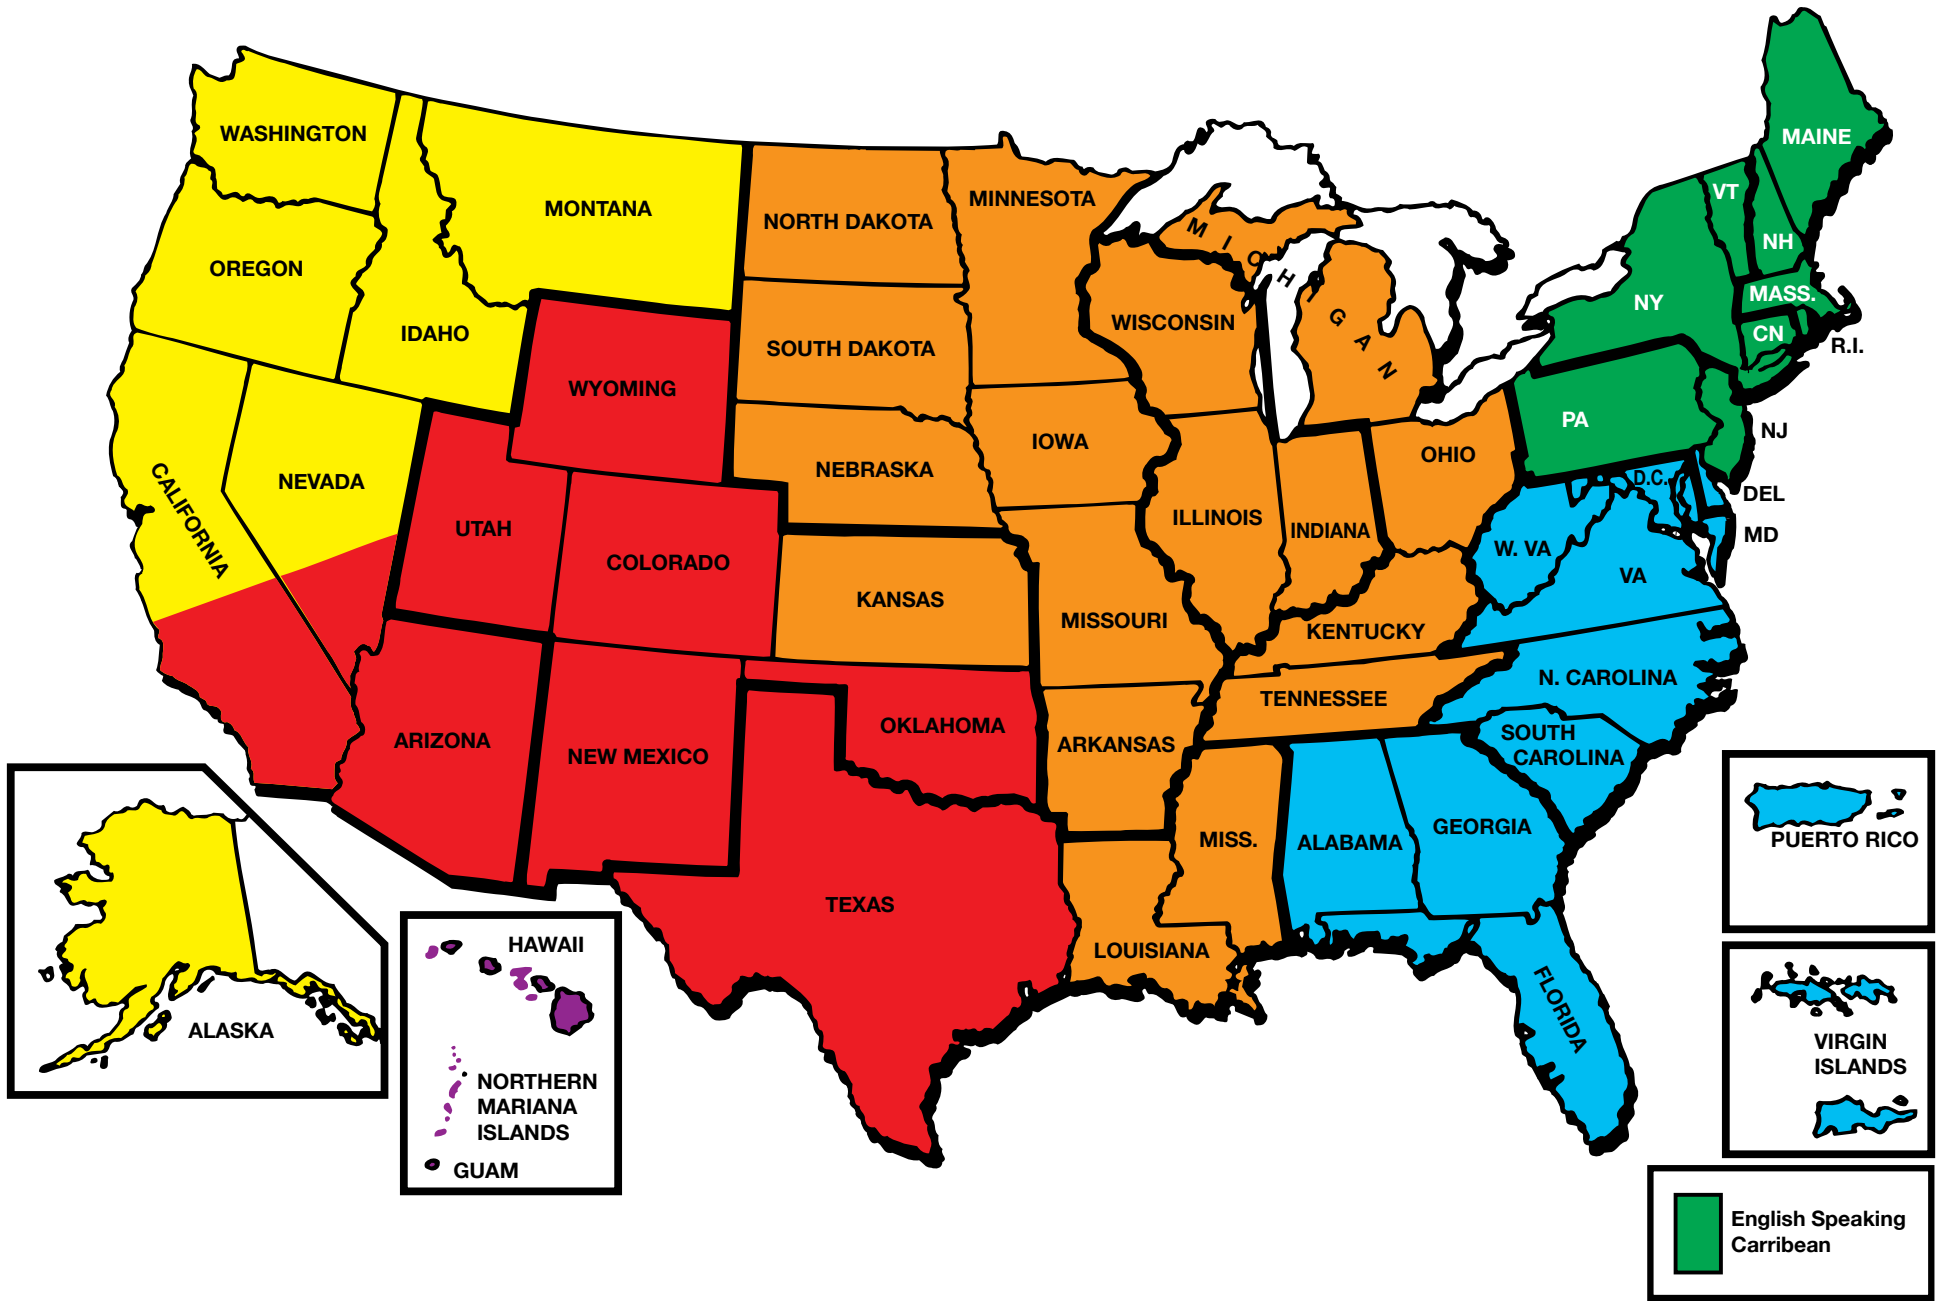 WASHINGTON
OREGON
IDAHO
MONTANA
CALIFORNIA
NEVADA
WYOMING
UTAH
COLORADO
ARIZONA
NEW MEXICO
NORTH DAKOTA
SOUTH DAKOTA
NEBRASKA
KANSAS
OKLAHOMA
TEXAS
MINNESOTA
IOWA
MISSOURI
ARKANSAS
LOUISIANA
WISCONSIN
MICHIGAN
ILLINOIS
INDIANA
OHIO
KENTUCKY
TENNESSEE
MISS.
ALABAMA
GEORGIA
FLORIDA
SOUTH
CAROLINA
N. CAROLINA
VA
W. VA
D.C.
MD
DEL
PA
NJ
NY
CN
R.I.
MASS.
VT
NH
MAINE
ALASKA
HAWAII
NORTHERN
MARIANA
ISLANDS
GUAM
PUERTO RICO
VIRGIN
ISLANDS
English Speaking
Carribean